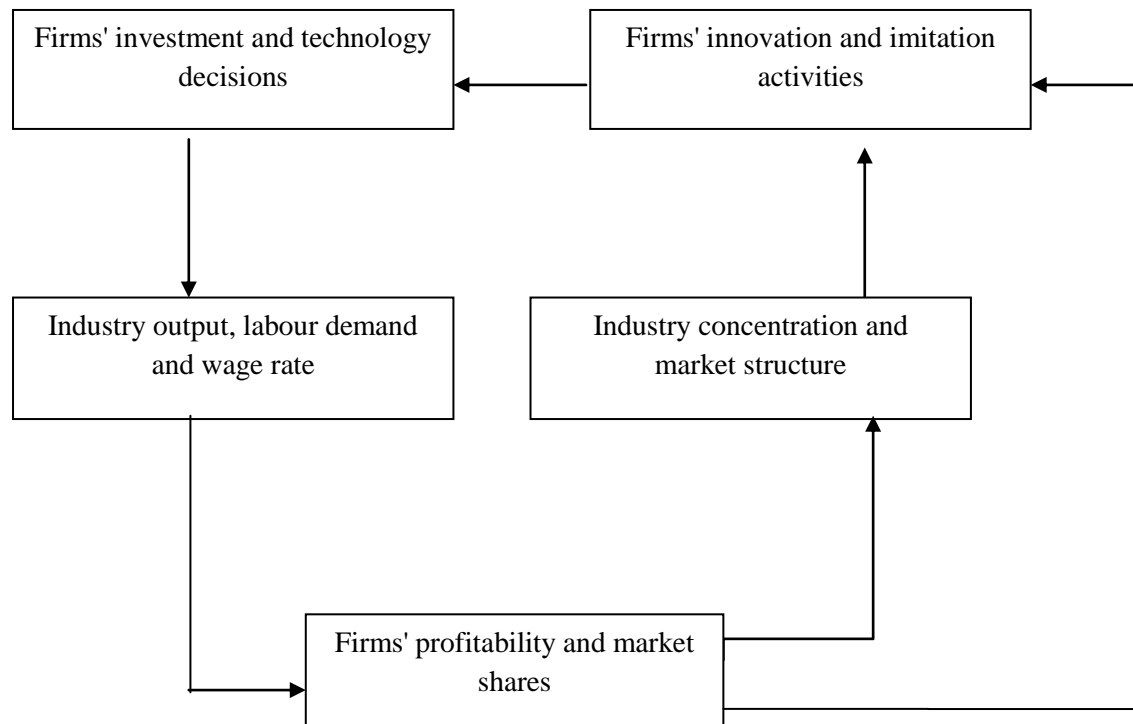 Firms' investment and technology
decisions
Firms' innovation and imitation
activities
Industry output, labour demand
and wage rate
Industry concentration and
market structure
Firms' profitability and market
shares